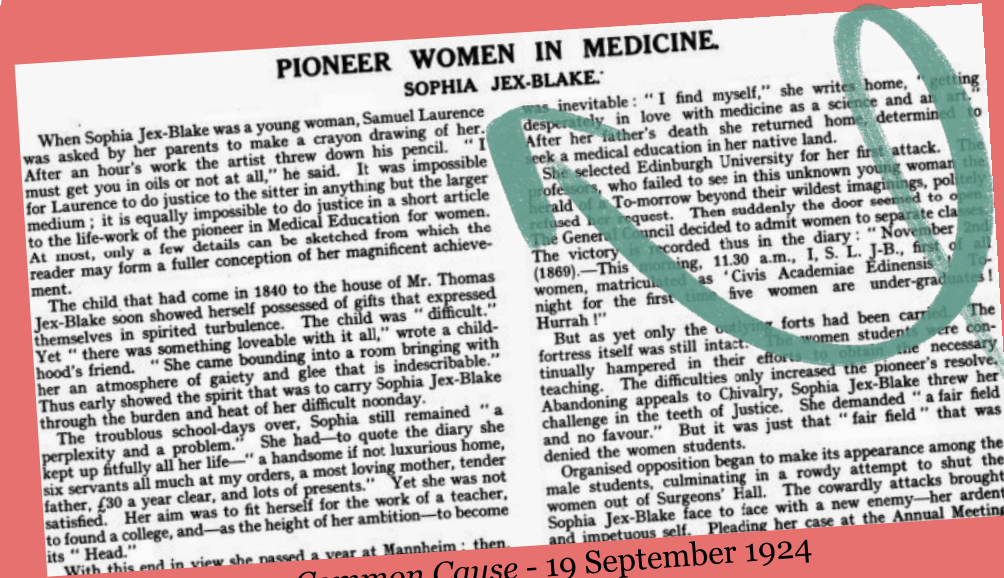 PIONEER WOMEN IN MEDICINE.
SOPHIA JEX-BLAKE.
When Sophia Jex-Blake was a young woman, Samuel Laurence
was asked by her parents to make a crayon drawing of her.
After an hour's work the artist threw down his pencil. "I
must get you in oils or not at all," he said. It was impossible
for Laurence to do justice to the sitter in anything but the larger
medium; it is equally impossible to do justice in a short article
to the life-work of the pioneer in Medical Education for women.
At most, only a few details can be sketched from which the
reader may form a fuller conception of her magnificent achieve-
ment.
The child that had come in 1840 to the house of Mr. Thomas
Jex-Blake soon showed herself possessed of gifts that expressed
themselves in spirited turbulence. The child was "difficult."
Yet "there was something loveable with it all," wrote a child-
hood's friend. "She came bounding into a room bringing with
her an atmosphere of gaiety and glee that is indescribable."
Thus early showed the spirit that was to carry Sophia Jex-Blake
through the burden and heat of her difficult noonday.
The troublous school-days over, Sophia still remained "a
perplexity and a problem." She had—to quote the diary she
kept up fitfully all her life—"a handsome if not luxurious home,
six servants all much at my orders, a most loving mother, tender
father, £30 a year clear, and lots of presents." Yet she was not
satisfied. Her aim was to fit herself for the work of a teacher,
to found a college, and—as the height of her ambition—to become
its "Head."
With this end in view she passed a year at Mannheim; then,
was inevitable: "I find myself," she writes home, "getting
desperately in love with medicine as a science and an art."
After her father's death she returned home, determined to
seek a medical education in her native land.
She selected Edinburgh University for her first attack. The
professors, who failed to see in this unknown young woman the
herald of a To-morrow beyond their wildest imaginings, politely
refused her request. Then suddenly the door seemed to open.
The General Council decided to admit women to separate classes.
The victory is recorded thus in the diary: "November 2nd
(1869).—This morning, 11.30 a.m., I, S. L. J-B., first of all
women, matriculated as 'Civis Academiae Edinensis.' To-
night for the first time five women are under-graduates!
Hurrah!"
But as yet only the outlying forts had been carried. The
fortress itself was still intact. The women students were con-
tinually hampered in their efforts to obtain the necessary
teaching. The difficulties only increased the pioneer's resolve.
Abandoning appeals to Chivalry, Sophia Jex-Blake threw her
challenge in the teeth of Justice. She demanded "a fair field
and no favour." But it was just that "fair field" that was
denied the women students.
Organised opposition began to make its appearance among the
male students, culminating in a rowdy attempt to shut the
women out of Surgeons' Hall. The cowardly attacks brought
Sophia Jex-Blake face to face with a new enemy—her ardent
and impetuous self. Pleading her case at the Annual Meeting
Common Cause - 19 September 1924